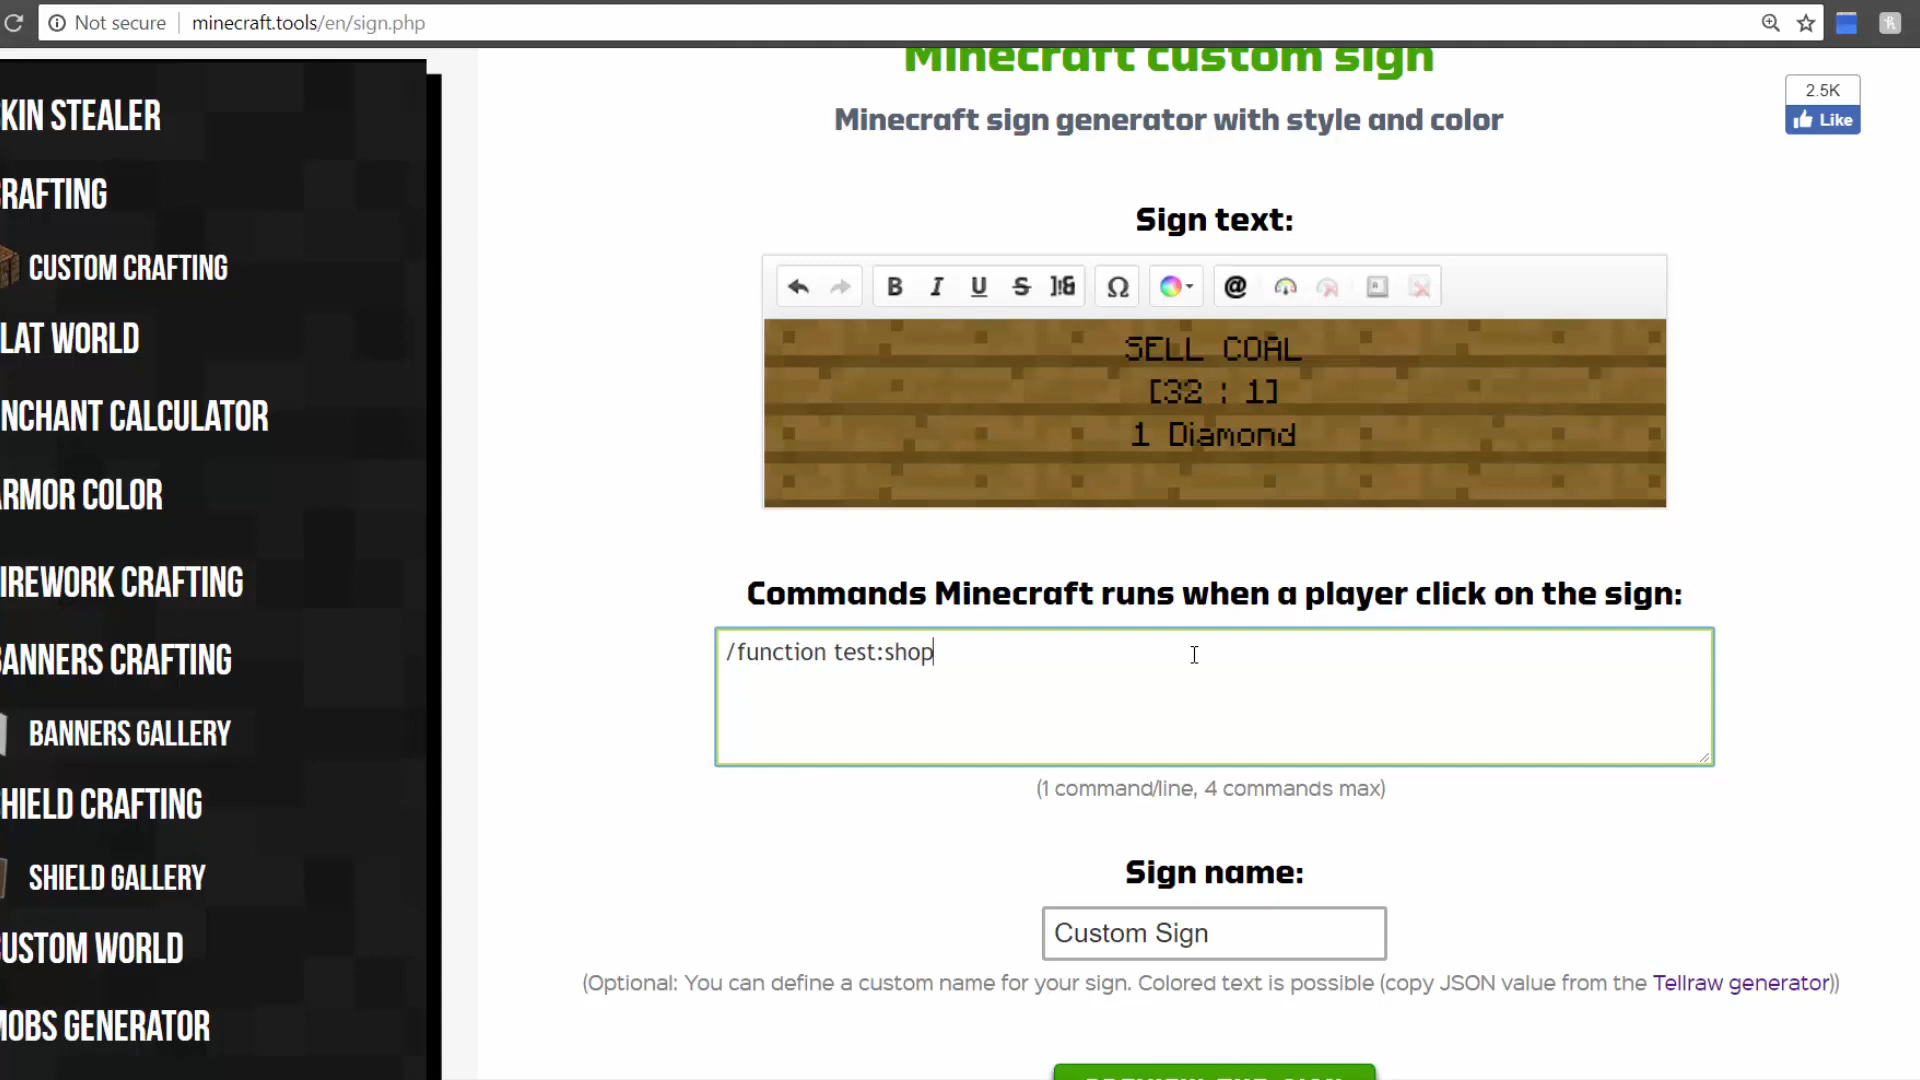 Not secure
minecraft.tools/en/sign.php
KIN STEALER
RAFTING
CUSTOM CRAFTING
LAT WORLD
NCHANT CALCULATOR
ARMOR COLOR
IREWORK CRAFTING
BANNERS CRAFTING
BANNERS GALLERY
HIELD CRAFTING
SHIELD GALLERY
USTOM WORLD
MOBS GENERATOR
Minecraft custom sign
Minecraft sign generator with style and color
2.5K
Like
Sign text:
B I U S @
SELL COAL
[32 : 1]
1 Diamond
Commands Minecraft runs when a player click on the sign:
/function test:shop
(1 command/line, 4 commands max)
Sign name:
Custom Sign
(Optional: You can define a custom name for your sign. Colored text is possible (copy JSON value from the Tellraw generator))